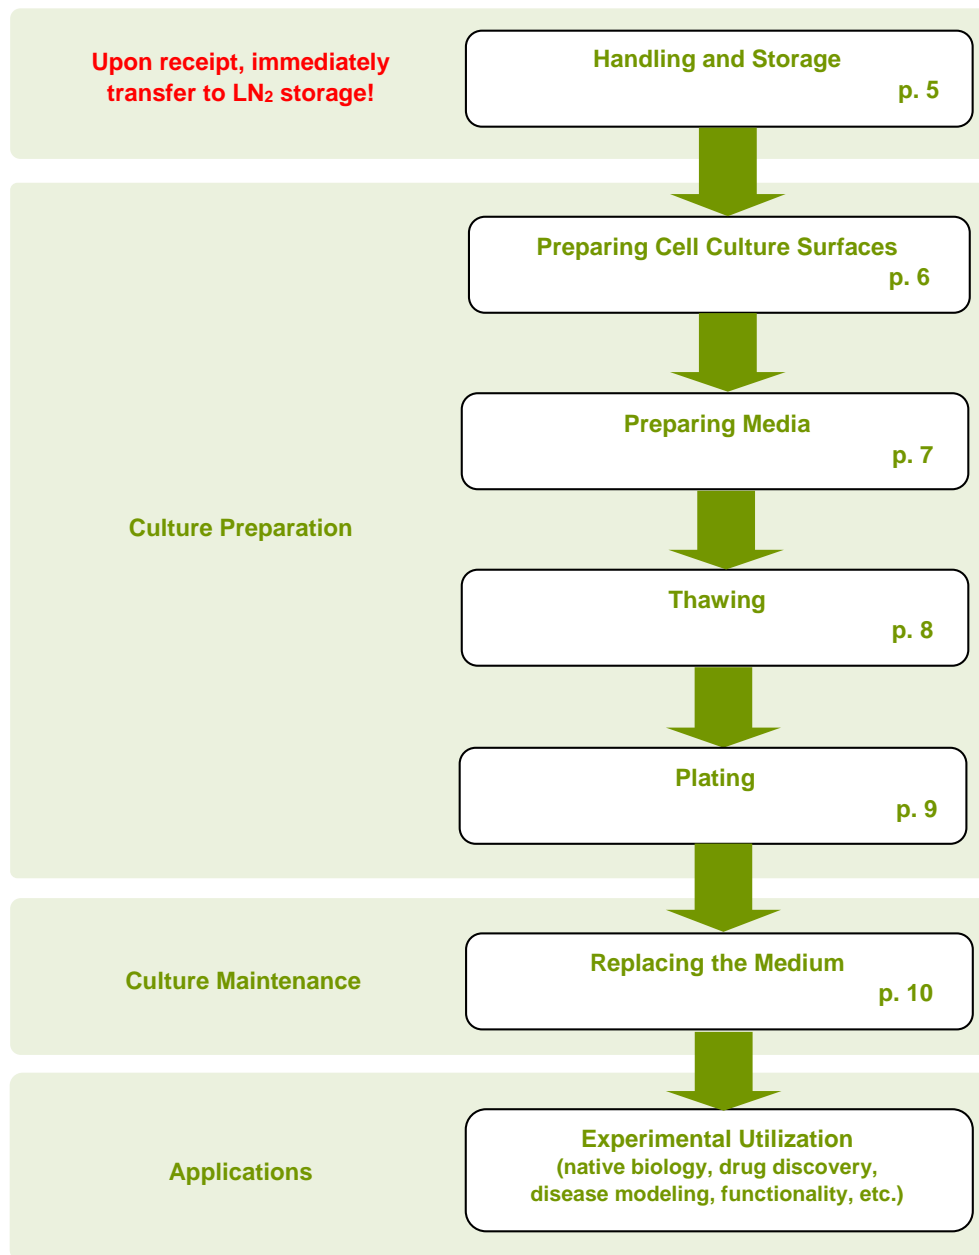 Upon receipt, immediately
transfer to LN₂ storage!
Handling and Storage
p. 5
Culture Preparation
Preparing Cell Culture Surfaces
p. 6
Preparing Media
p. 7
Thawing
p. 8
Plating
p. 9
Culture Maintenance
Replacing the Medium
p. 10
Applications
Experimental Utilization
(native biology, drug discovery,
disease modeling, functionality, etc.)